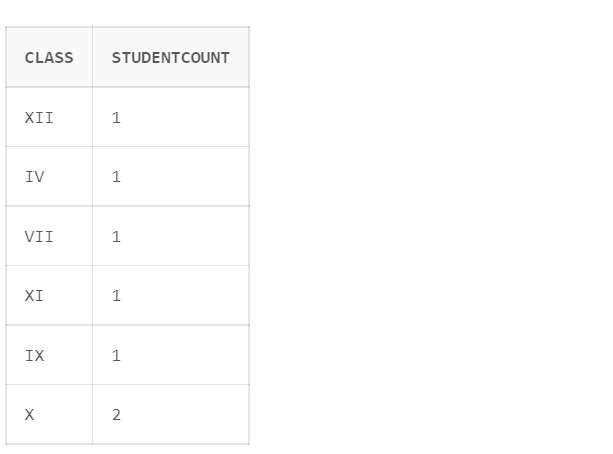 CLASS STUDENTCOUNT
XII 1
IV 1
VII 1
XI 1
IX 1
X 2